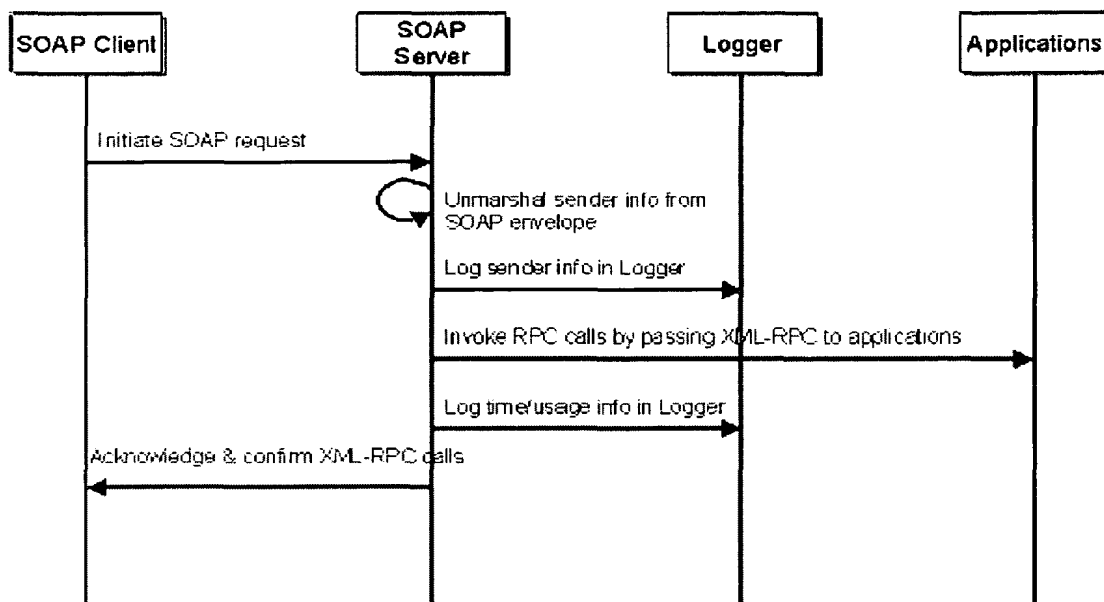 SOAP Client
SOAP
Server
Logger
Applications
Initiate SOAP request
Unmarshal sender info from
SOAP envelope
Log sender info in Logger
Invoke RPC calls by passing XML-RPC to applications
Log time/usage info in Logger
Acknowledge & confirm XML-RPC calls